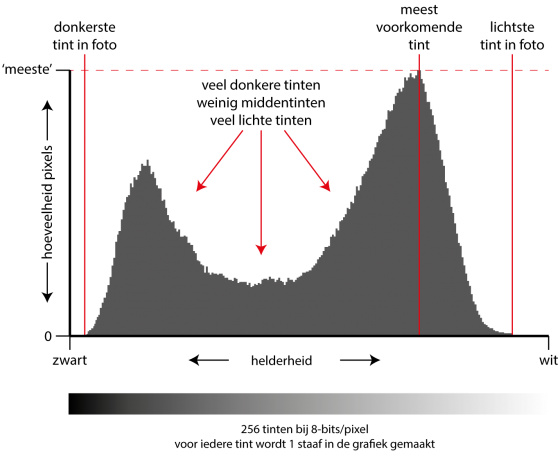 donkerste
tint in foto
meest
voorkomende
tint
lichtste
tint in foto
'meeste'
veel donkere tinten
weinig middentinten
veel lichte tinten
hoeveelheid pixels
0
zwart
helderheid
wit
256 tinten bij 8-bits/pixel
voor iedere tint wordt 1 staaf in de grafiek gemaakt